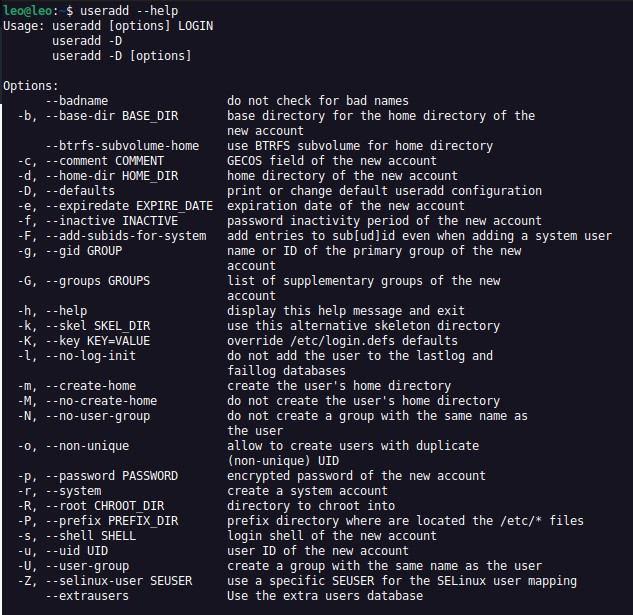 leo@leo:~$ useradd --help
Usage: useradd [options] LOGIN
       useradd -D
       useradd -D [options]

Options:
      --badname                 do not check for bad names
  -b, --base-dir BASE_DIR       base directory for the home directory of the
                                new account
      --btrfs-subvolume-home    use BTRFS subvolume for home directory
  -c, --comment COMMENT         GECOS field of the new account
  -d, --home-dir HOME_DIR       home directory of the new account
  -D, --defaults                print or change default useradd configuration
  -e, --expiredate EXPIRE_DATE  expiration date of the new account
  -f, --inactive INACTIVE       password inactivity period of the new account
  -F, --add-subids-for-system   add entries to sub[ud]id even when adding a system user
  -g, --gid GROUP               name or ID of the primary group of the new
                                account
  -G, --groups GROUPS           list of supplementary groups of the new
                                account
  -h, --help                    display this help message and exit
  -k, --skel SKEL_DIR           use this alternative skeleton directory
  -K, --key KEY=VALUE           override /etc/login.defs defaults
  -l, --no-log-init             do not add the user to the lastlog and
                                faillog databases
  -m, --create-home             create the user's home directory
  -M, --no-create-home          do not create the user's home directory
  -N, --no-user-group           do not create a group with the same name as
                                the user
  -o, --non-unique              allow to create users with duplicate
                                (non-unique) UID
  -p, --password PASSWORD       encrypted password of the new account
  -r, --system                  create a system account
  -R, --root CHROOT_DIR         directory to chroot into
  -P, --prefix PREFIX_DIR       prefix directory where are located the /etc/* files
  -s, --shell SHELL             login shell of the new account
  -u, --uid UID                 user ID of the new account
  -U, --user-group              create a group with the same name as the user
  -Z, --selinux-user SEUSER     use a specific SEUSER for the SELinux user mapping
      --extrausers              Use the extra users database